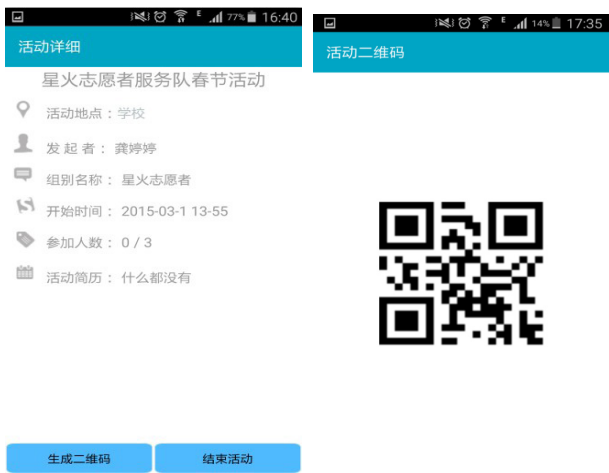 E 77% 16:40
活动详细
星火志愿者服务队春节活动
活动地点：学校
发 起 者： 龚婷婷
组别名称： 星火志愿者
开始时间： 2015-03-1 13-55
参加人数： 0 / 3
活动简历： 什么都没有
生成二维码 结束活动
E 14% 17:35
活动二维码